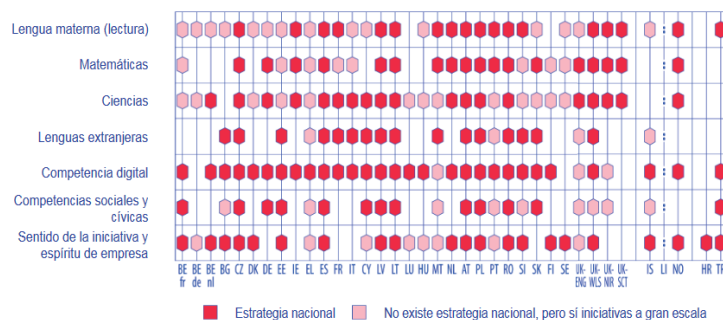 Lengua materna (lectura)
Matemáticas
Ciencias
Lenguas extranjeras
Competencia digital
Competencias sociales y
cívicas
Sentido de la iniciativa y
espíritu de empresa
BE fr BE de BE nl BG CZ DK DE EE IE EL ES FR IT CY LV LT LU HU MT NL AT PL PT RO SI SK FI SE UK-ENG UK-WLS UK-NIR UK-SCT IS LI NO HR TR
Estrategia nacional No existe estrategia nacional, pero sí iniciativas a gran escala